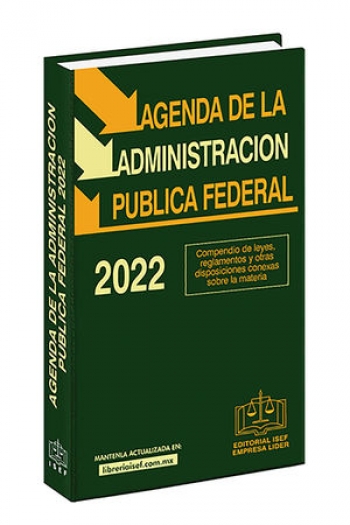 AGENDA DE LA
ADMINISTRACION
PUBLICA FEDERAL
2022
Compendio de leyes,
reglamentos y otras
disposiciones conexas
sobre la materia
MANTENLA ACTUALIZADA EN:
libreriaisef.com.mx
EDITORIAL ISEF
EMPRESA LIDER
AGENDA DE LA ADMINISTRACION
PUBLICA FEDERAL 2022
ISEF